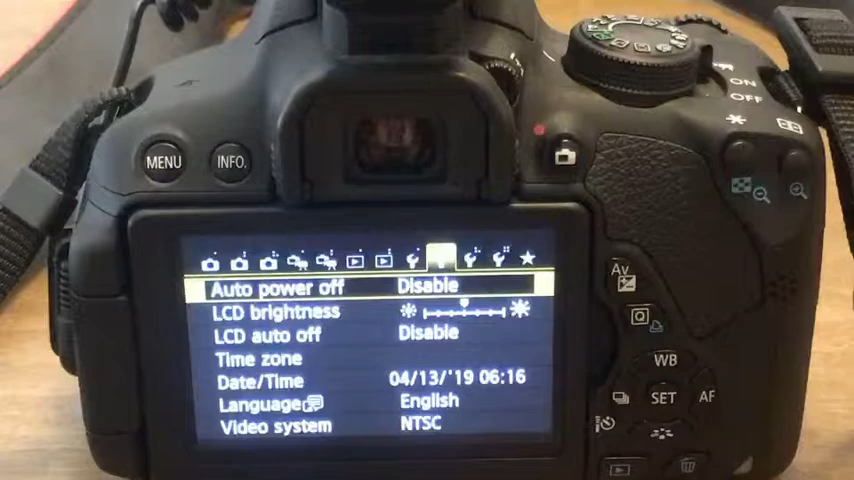 ON
OFF
MENU
INFO.
Auto power off Disable
LCD brightness
LCD auto off Disable
Time zone
Date/Time 04/13/'19 06:16
Language English
Video system NTSC
Av
Q
WB
SET
AF